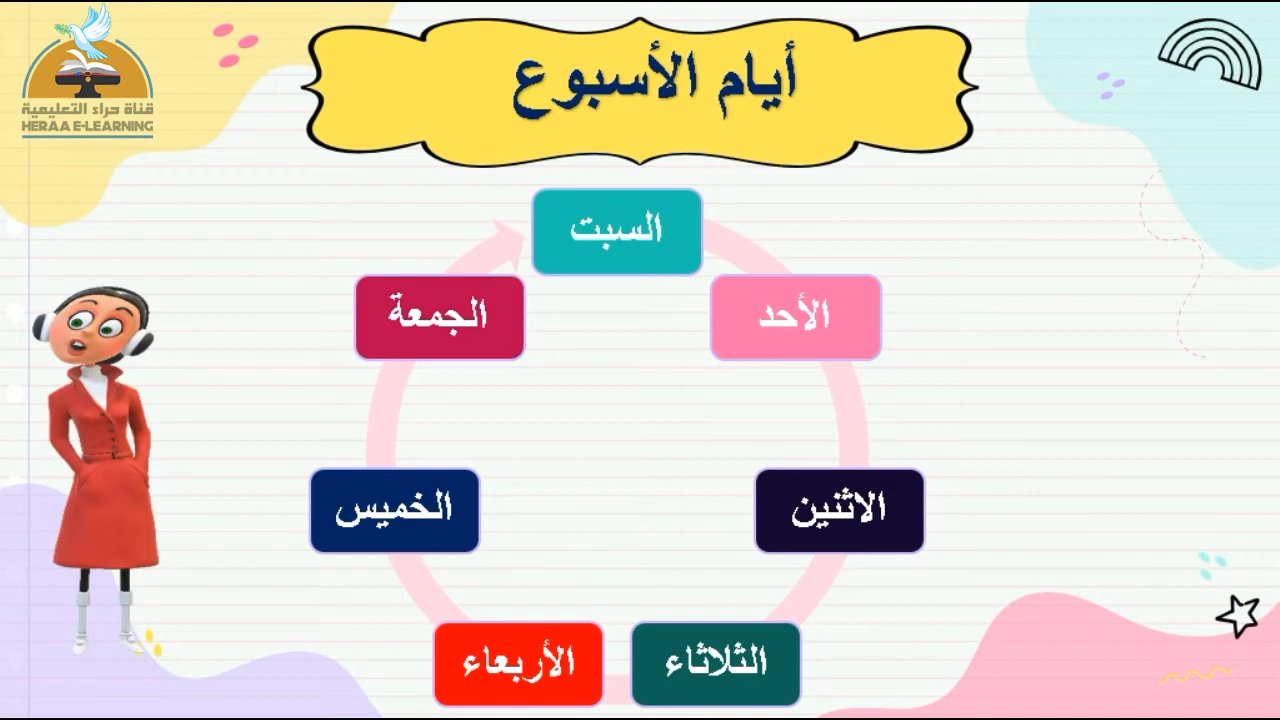 قناة حراء التعليمية
HERAA E-LEARNING
أيام الأسبوع
السبت
الأحد
الاثنين
الثلاثاء
الأربعاء
الخميس
الجمعة